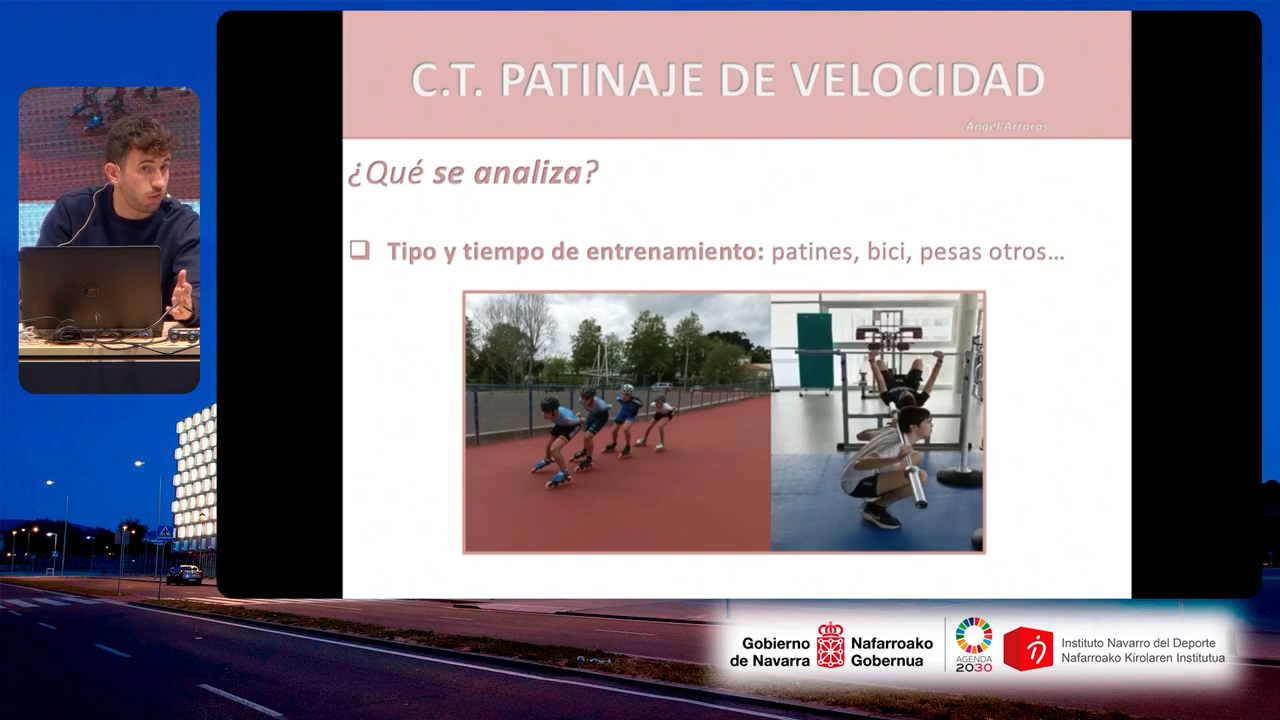 C.T. PATINAJE DE VELOCIDAD
Ángel Arrarás
¿Qué se analiza?
❑ Tipo y tiempo de entrenamiento: patines, bici, pesas otros...
Gobierno de Navarra
Nafarroako Gobernua
AGENDA 2030
Instituto Navarro del Deporte
Nafarroako Kirolaren Institutua